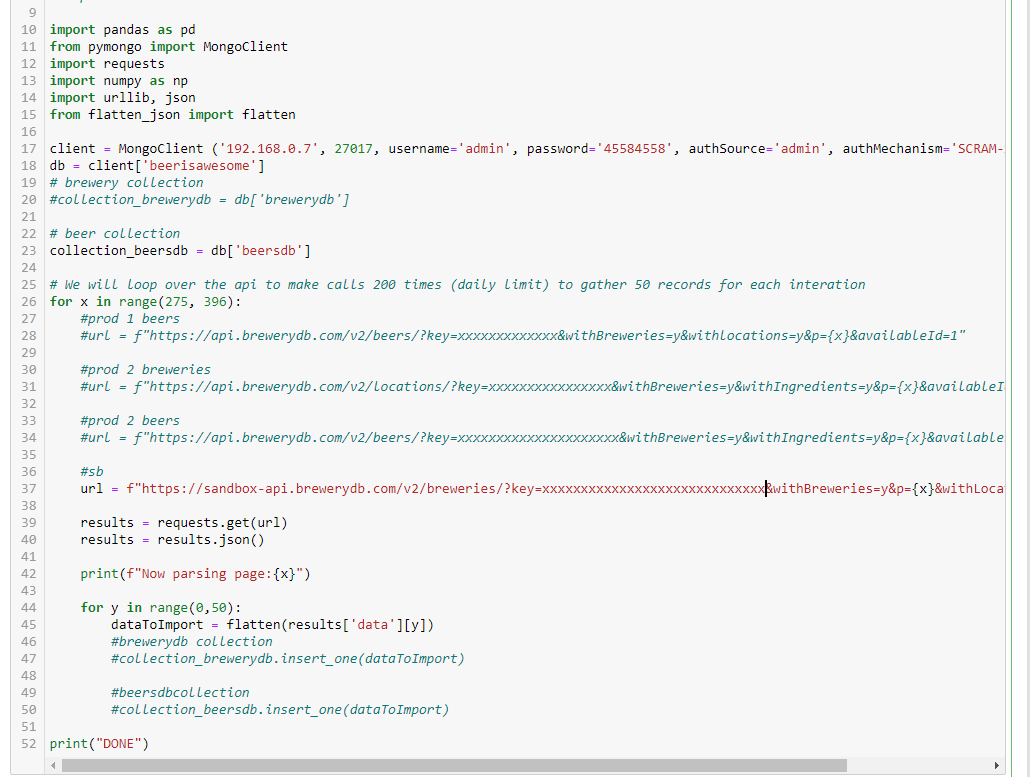 9
10 import pandas as pd
11 from pymongo import MongoClient
12 import requests
13 import numpy as np
14 import urllib, json
15 from flatten_json import flatten
16
17 client = MongoClient ('192.168.0.7', 27017, username='admin', password='45584558', authSource='admin', authMechanism='SCRAM-
18 db = client['beerisawesome']
19 # brewery collection
20 #collection_brewerydb = db['brewerydb']
21
22 # beer collection
23 collection_beersdb = db['beersdb']
24
25 # We will loop over the api to make calls 200 times (daily limit) to gather 50 records for each interation
26 for x in range(275, 396):
27     #prod 1 beers
28     #url = f"https://api.brewerydb.com/v2/beers/?key=xxxxxxxxxxxxx&withBreweries=y&withlocations=y&p={x}&availableId=1"
29
30     #prod 2 breweries
31     #url = f"https://api.brewerydb.com/v2/locations/?key=xxxxxxxxxxxxxxxx&withBreweries=y&withIngredients=y&p={x}&availableI
32
33     #prod 2 beers
34     #url = f"https://api.brewerydb.com/v2/beers/?key=xxxxxxxxxxxxxxxxxxxxx&withBreweries=y&withIngredients=y&p={x}&available
35
36     #sb
37     url = f"https://sandbox-api.brewerydb.com/v2/breweries/?key=xxxxxxxxxxxxxxxxxxxxxxxxxxxxx&withBreweries=y&p={x}&withLoca
38
39     results = requests.get(url)
40     results = results.json()
41
42     print(f"Now parsing page:{x}")
43
44     for y in range(0,50):
45         dataToImport = flatten(results['data'][y])
46         #brewerydb collection
47         #collection_brewerydb.insert_one(dataToImport)
48
49         #beersdbcollection
50         #collection_beersdb.insert_one(dataToImport)
51
52 print("DONE")